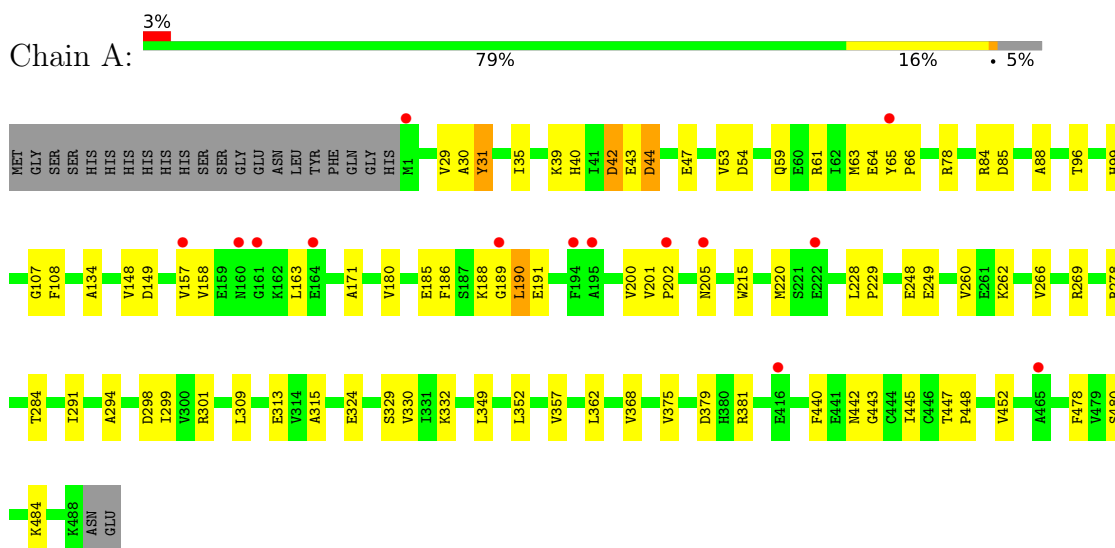 3%
Chain A:
79% 16% • 5%
MET GLY SER SER HIS HIS HIS HIS HIS HIS SER SER GLY GLU ASN LEU TYR PHE GLN GLY HIS M1 V29 A30 Y31 I35 K39 H40 I41 D42 E43 D44 E47 V53 D54 Q59 E60 R61 I62 M63 E64 Y65 P66 R78 R84 D85 A88 T96 H99
G107 F108 A134 V148 D149 V157 V158 E159 N160 G161 K162 L163 E164 A171 V180 E185 F186 S187 K188 G189 L190 E191 F194 A195 V200 V201 P202 N205 W215 M220 S221 E222 L228 P229 E248 E249 V260 E261 K262 V266 R269
T284 I291 A294 D298 I299 V300 R301 L309 E313 V314 A315 E324 S329 V330 I331 K332 L349 L352 V357 L362 V368 V375 D379 H380 R381 E416 F440 E441 N442 G443 C444 I445 C446 T447 P448 V452 A465 F478 V479 S480
K484 K488 ASN GLU